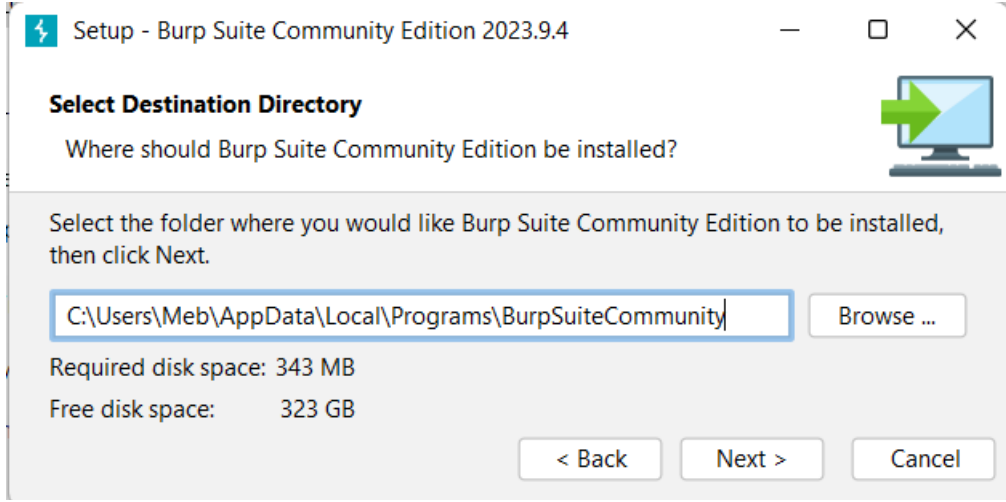 Setup - Burp Suite Community Edition 2023.9.4
Select Destination Directory
Where should Burp Suite Community Edition be installed?
Select the folder where you would like Burp Suite Community Edition to be installed,
then click Next.
C:\Users\Meb\AppData\Local\Programs\BurpSuiteCommunity
Browse ...
Required disk space: 343 MB
Free disk space: 323 GB
< Back
Next >
Cancel